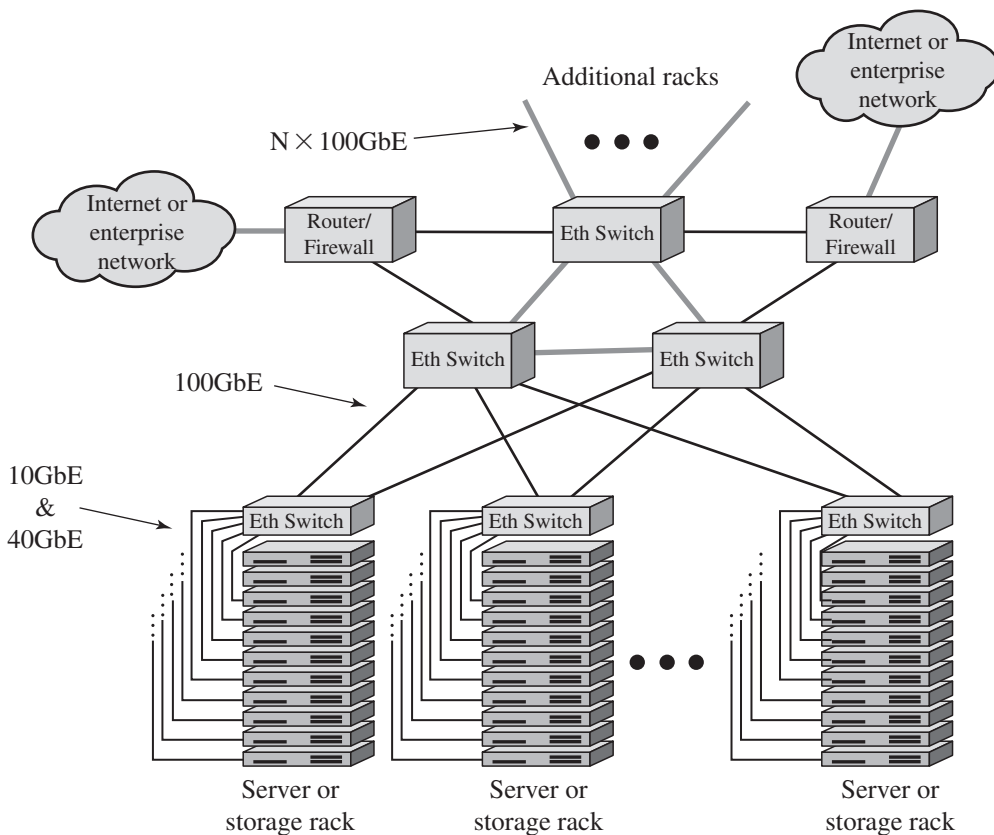 Internet or
enterprise
network
Additional racks
N × 100GbE
Internet or
enterprise
network
Router/
Firewall
Eth Switch
Router/
Firewall
Eth Switch
Eth Switch
100GbE
10GbE
&
40GbE
Eth Switch
Eth Switch
Eth Switch
Server or
storage rack
Server or
storage rack
Server or
storage rack